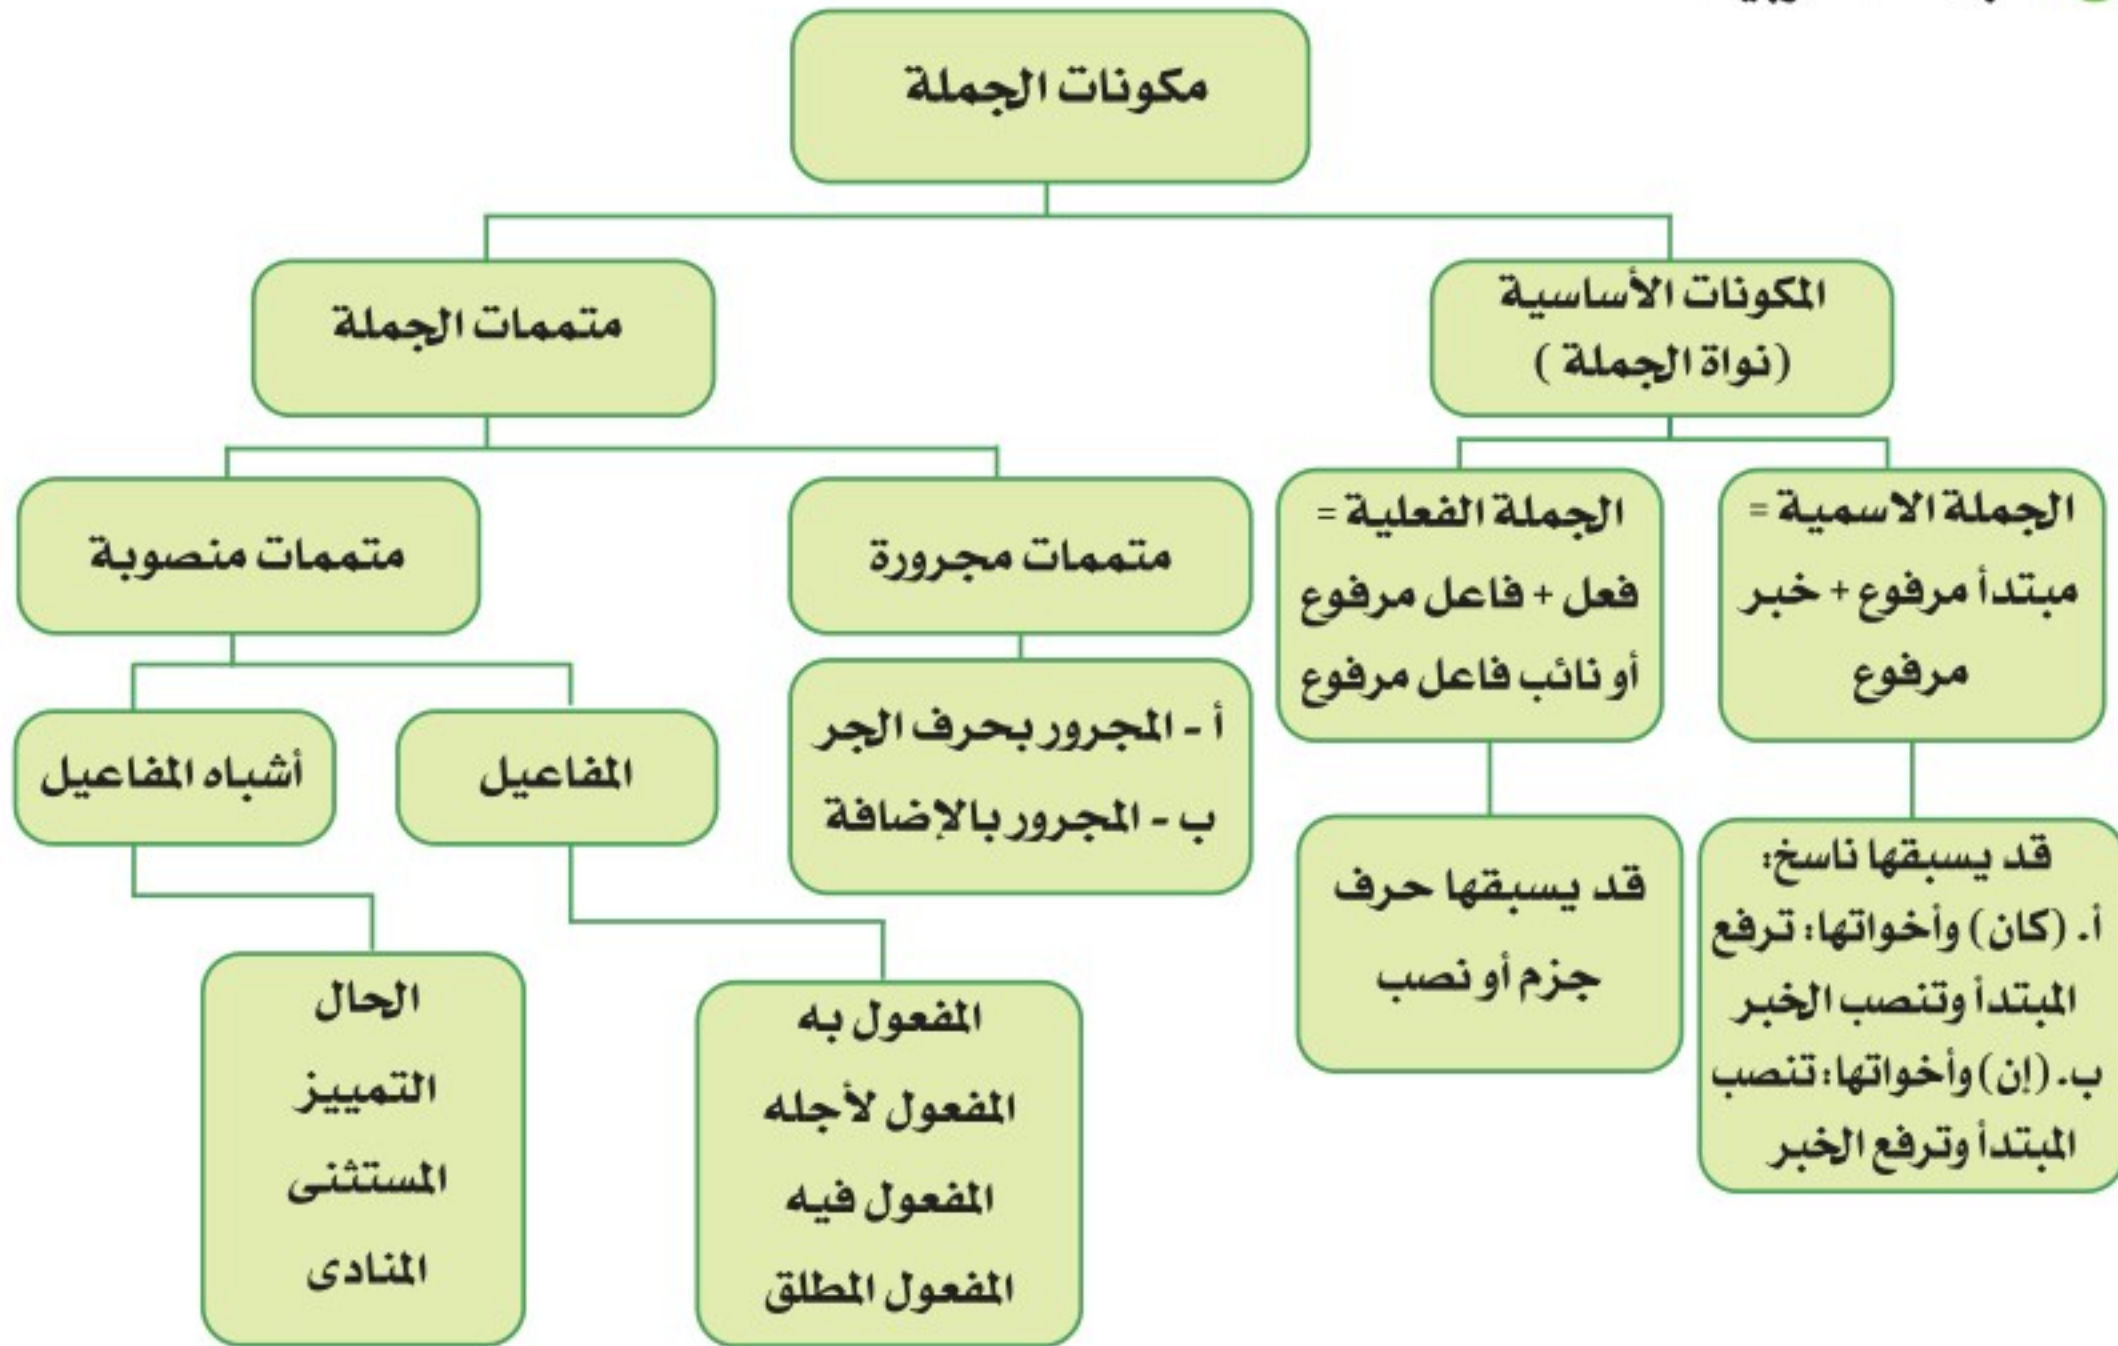 مكونات الجملة
المكونات الأساسية
(نواة الجملة )
متممات الجملة
الجملة الاسمية =
مبتدأ مرفوع + خبر
مرفوع
الجملة الفعلية =
فعل + فاعل مرفوع
أو نائب فاعل مرفوع
متممات مجرورة
متممات منصوبة
قد يسبقها ناسخ:
أ. (كان) وأخواتها: ترفع
المبتدأ وتنصب الخبر
ب. (إن) وأخواتها: تنصب
المبتدأ وترفع الخبر
قد يسبقها حرف
جزم أو نصب
أ - المجرور بحرف الجر
ب - المجرور بالإضافة
المفاعيل
أشباه المفاعيل
المفعول به
المفعول لأجله
المفعول فيه
المفعول المطلق
الحال
التمييز
المستثنى
المنادى